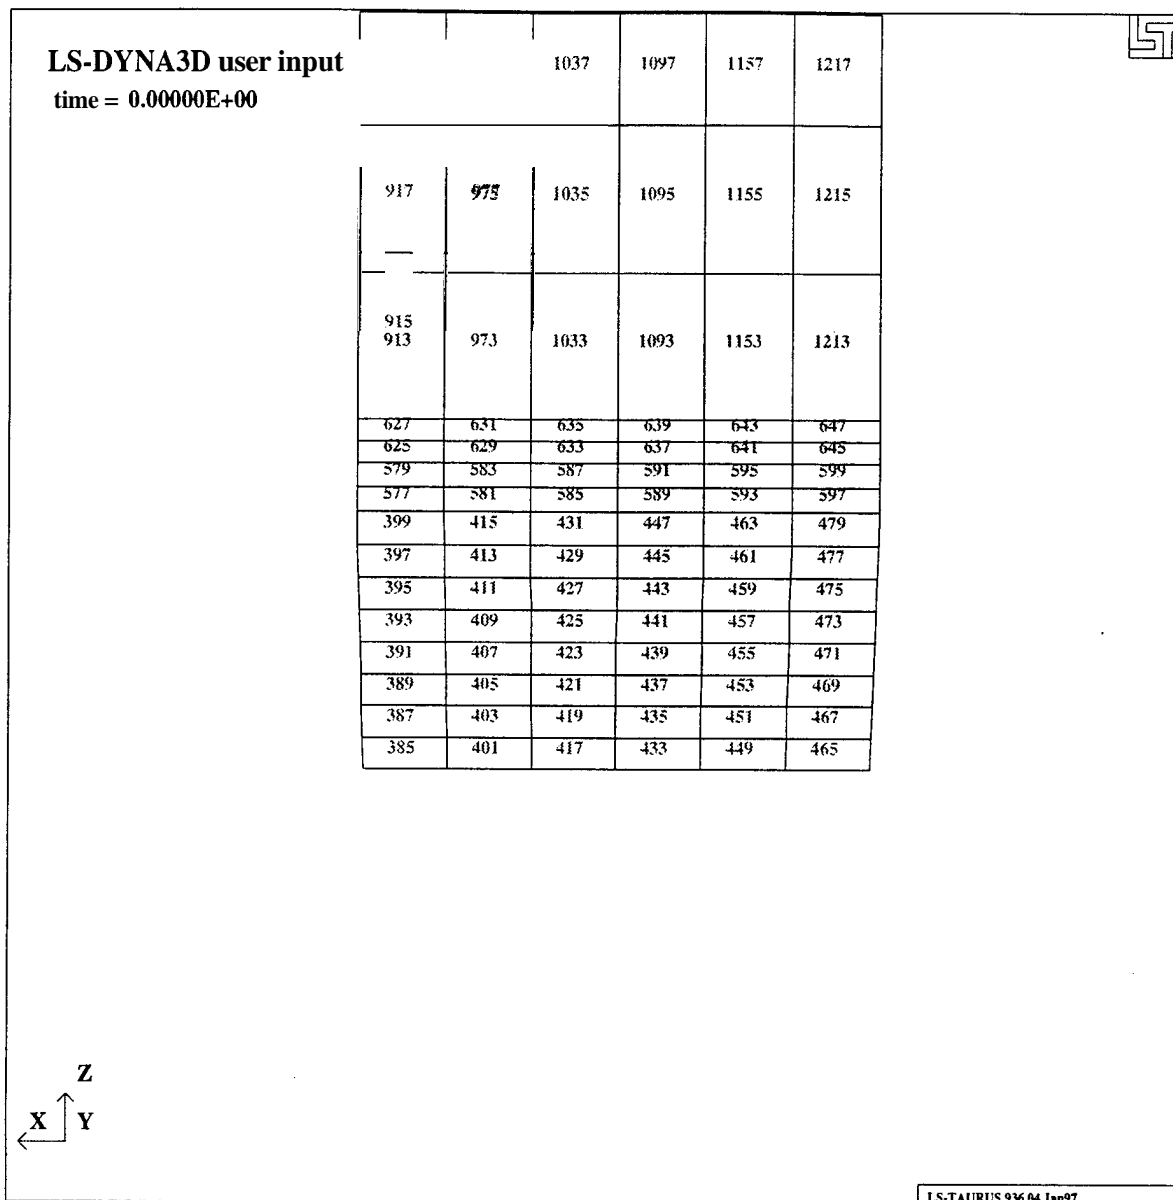 LS-DYNA3D user input
time = 0.00000E+00
1037 1097 1157 1217
917 975 1035 1095 1155 1215
915
913 973 1033 1093 1153 1213
627 631 635 639 643 647
625 629 633 637 641 645
579 583 587 591 595 599
577 581 585 589 593 597
399 415 431 447 463 479
397 413 429 445 461 477
395 411 427 443 459 475
393 409 425 441 457 473
391 407 423 439 455 471
389 405 421 437 453 469
387 403 419 435 451 467
385 401 417 433 449 465
Z
X Y
LS-TAURUS 936.04 Jan97